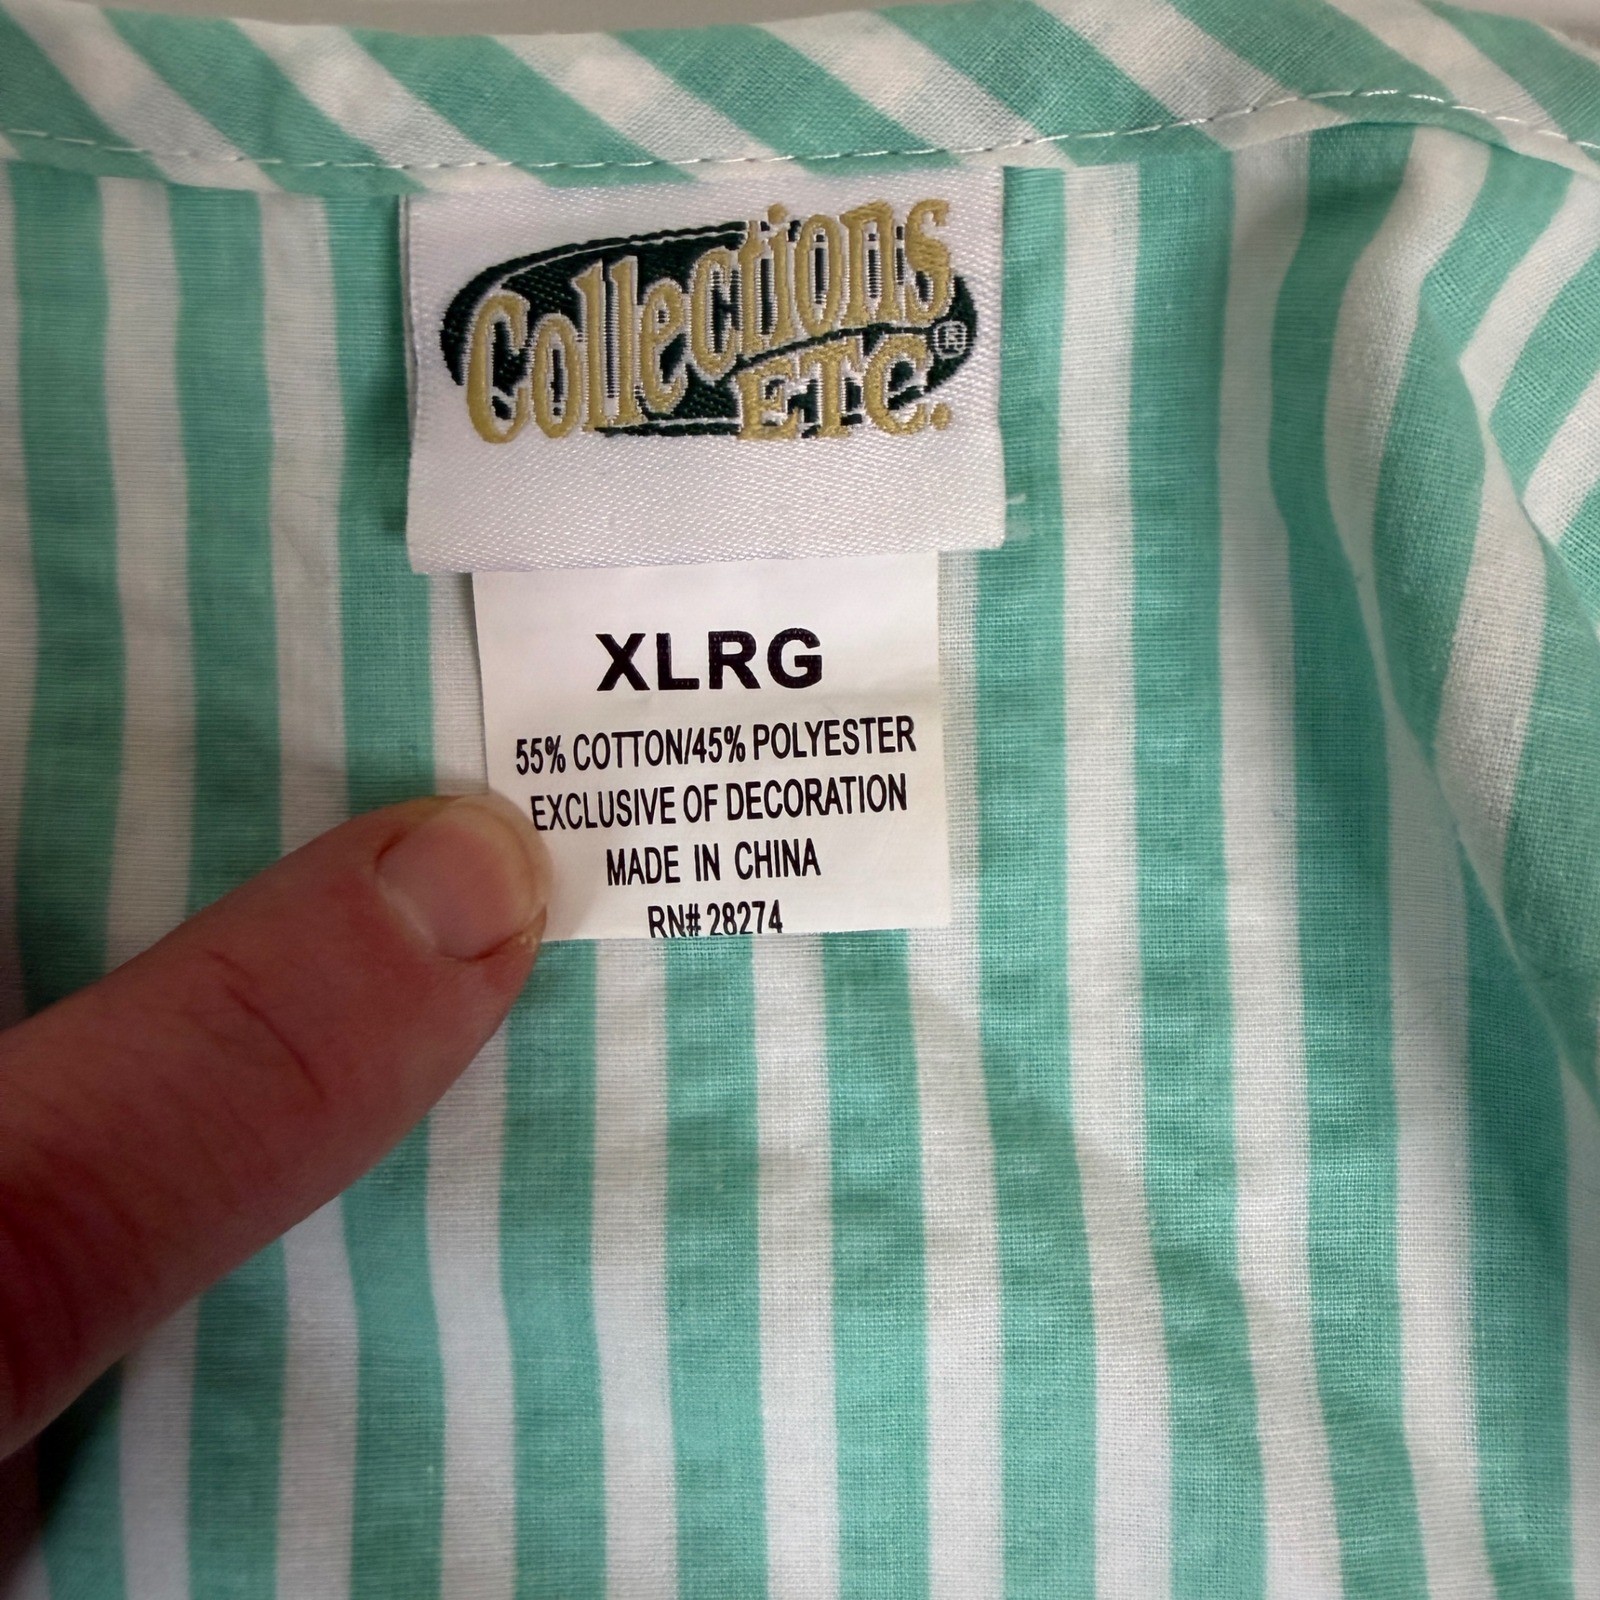 Collections
ETC.®
XLRG
55% COTTON/45% POLYESTER
EXCLUSIVE OF DECORATION
MADE IN CHINA
RN# 28274